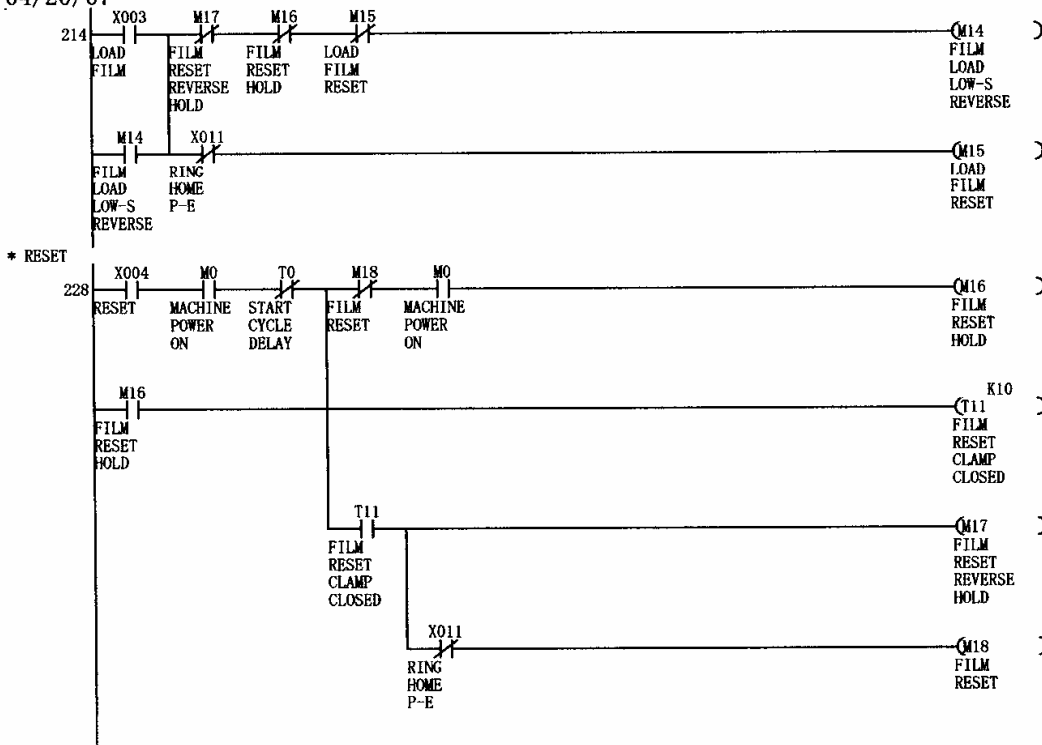 X003 M17 M16 M15
214 (M14 )
LOAD FILM FILM LOAD FILM
FILM RESET RESET FILM LOAD
REVERSE HOLD RESET LOW-S
HOLD REVERSE
M14 X011
(M15 )
FILM RING LOAD
LOAD HOME FILM
LOW-S P-E RESET
REVERSE
* RESET
X004 M0 T0 M18 M0
228 (M16 )
RESET MACHINE START FILM MACHINE FILM
POWER CYCLE RESET POWER RESET
ON DELAY ON HOLD
M16 K10
(T11 )
FILM FILM
RESET RESET
HOLD CLAMP
CLOSED
T11
(M17 )
FILM FILM
RESET RESET
CLAMP REVERSE
CLOSED HOLD
X011
(M18 )
RING FILM
HOME RESET
P-E